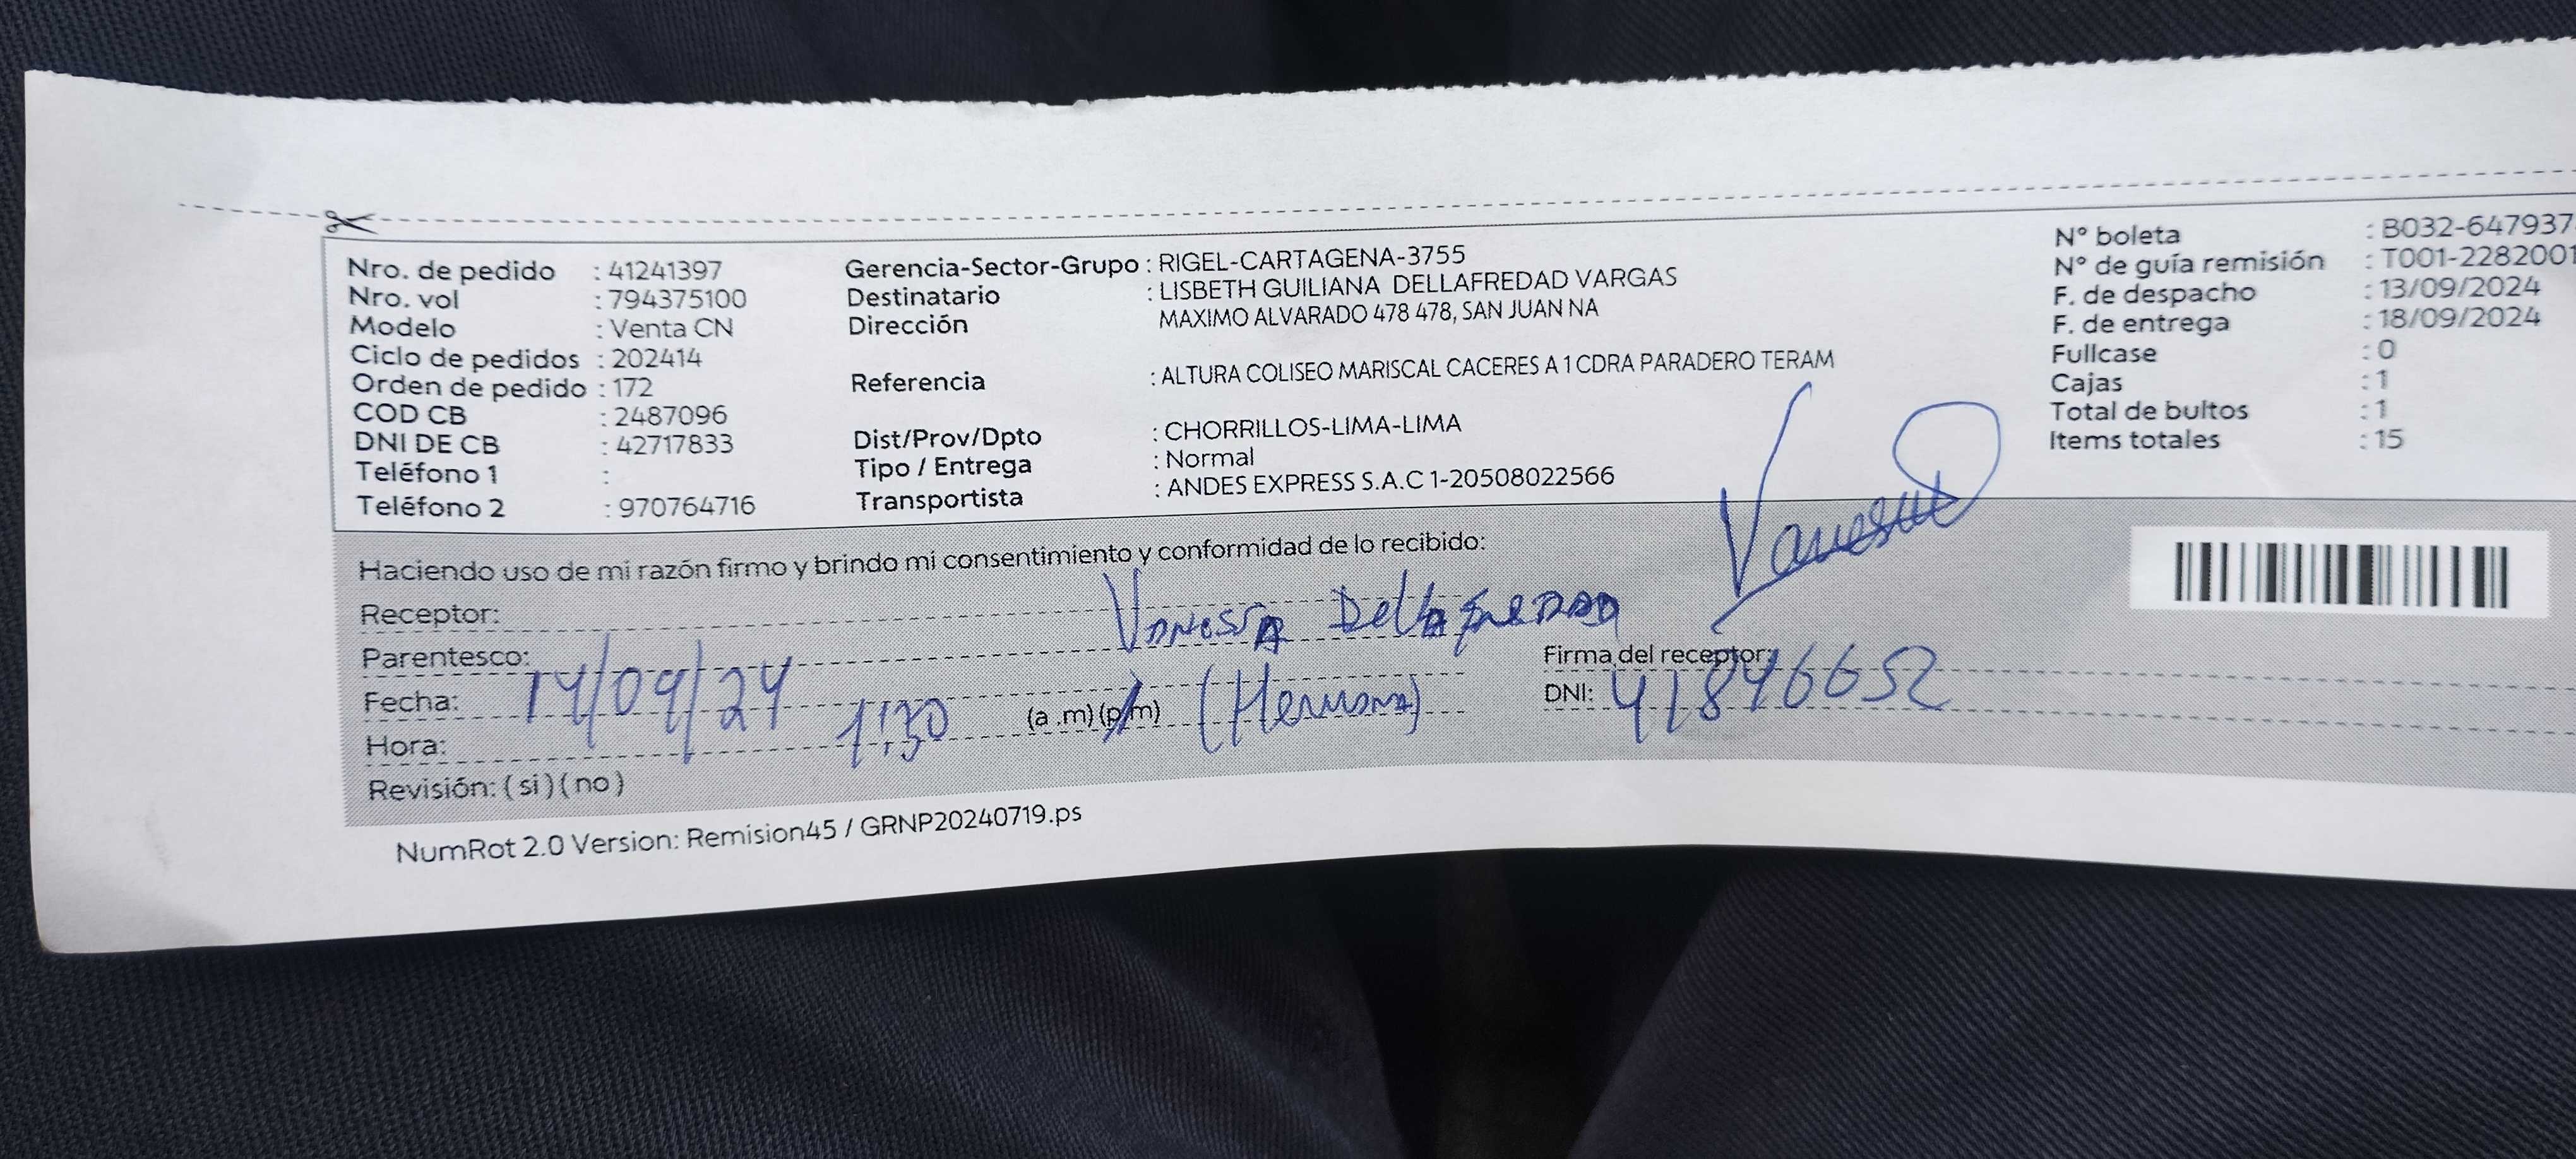 Nro. de pedido : 41241397
Nro. vol : 794375100
Modelo : Venta CN
Ciclo de pedidos : 202414
Orden de pedido : 172
COD CB : 2487096
DNI DE CB : 42717833
Teléfono 1 :
Teléfono 2 : 970764716
Gerencia-Sector-Grupo : RIGEL-CARTAGENA-3755
Destinatario : LISBETH GUILIANA DELLAFREDAD VARGAS
Dirección MAXIMO ALVARADO 478 478, SAN JUAN NA
Referencia : ALTURA COLISEO MARISCAL CACERES A 1 CDRA PARADERO TERAM
Dist/Prov/Dpto : CHORRILLOS-LIMA-LIMA
Tipo / Entrega : Normal
Transportista : ANDES EXPRESS S.A.C 1-20508022566
N° boleta : B032-647937
N° de guía remisión : T001-2282001
F. de despacho : 13/09/2024
F. de entrega : 18/09/2024
Fullcase : 0
Cajas : 1
Total de bultos : 1
Items totales : 15
Haciendo uso de mi razón firmo y brindo mi consentimiento y conformidad de lo recibido:
Receptor: Vanessa Dellafredad
Parentesco:
Fecha: 14/09/24
Hora: 1:30 (a .m) (p/m) (Hermana)
Revisión: ( si ) ( no )
Vanessa
Firma del receptor:
DNI: 41846652
NumRot 2.0 Version: Remision45 / GRNP20240719.ps